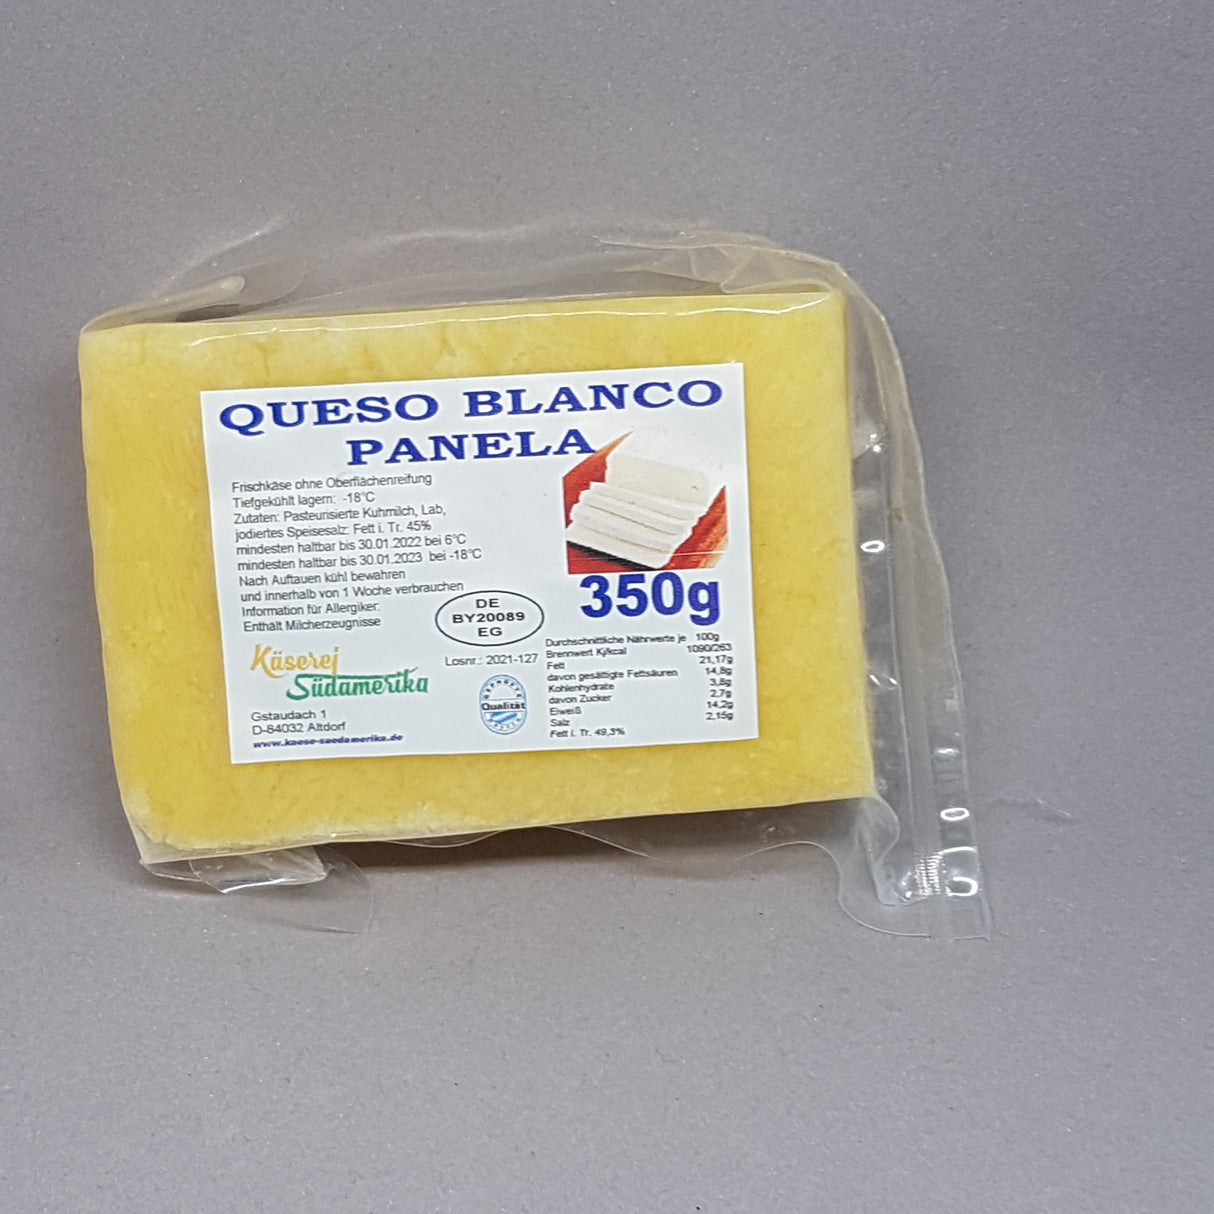 QUESO BLANCO
PANELA
Frischkäse ohne Oberflächenreifung
Tiefgekühlt lagern: -18°C
Zutaten: Pasteurisierte Kuhmilch, Lab,
jodiertes Speisesalz: Fett i. Tr. 45%
mindesten haltbar bis 30.01.2022 bei 6°C
mindesten haltbar bis 30.01.2023 bei -18°C
Nach Auftauen kühl bewahren
und innerhalb von 1 Woche verbrauchen
Information für Allergiker:
Enthält Milcherzeugnisse
DE
BY20089
EG
350g
Käserei
Südamerika
Losnr.: 2021-127
Qualität
Gstaudach 1
D-84032 Altdorf
www.kaese-suedamerika.de
Durchschnittliche Nährwerte je 100g
Brennwert Kj/kcal 1090/263
Fett 21,17g
davon gesättigte Fettsäuren 14,8g
Kohlenhydrate 3,8g
davon Zucker 2,7g
Eiweiß 14,2g
Salz 2,15g
Fett i. Tr. 49,3%